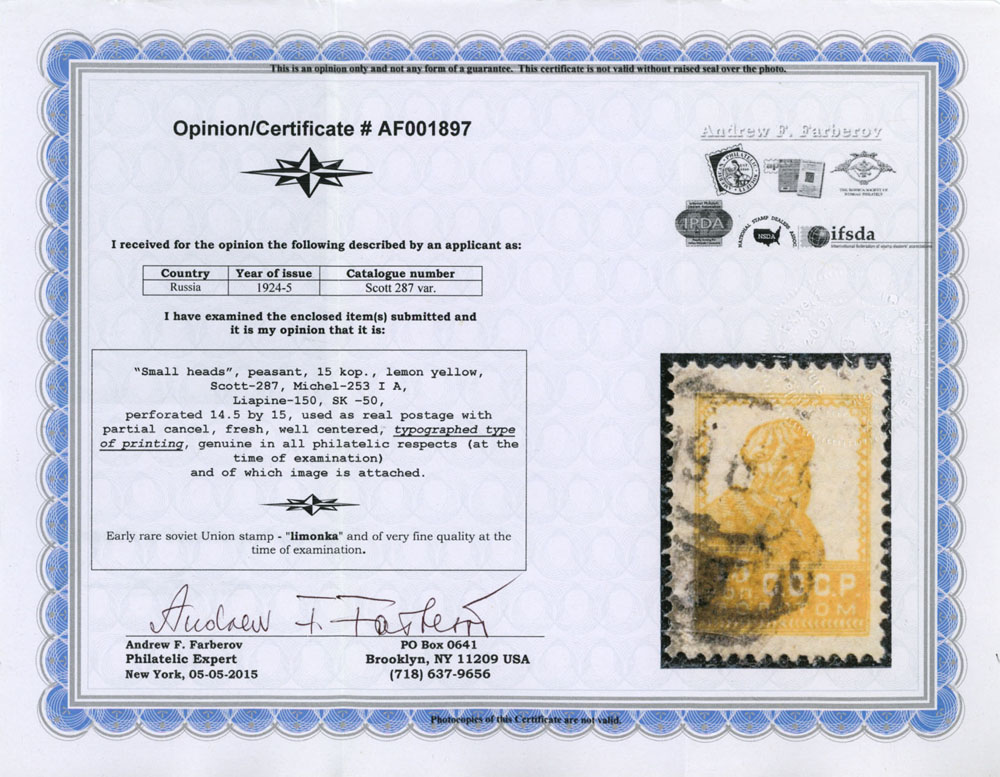 This is an opinion only and not any form of a guarantee. This certificate is not valid without raised seal over the photo.
Opinion/Certificate # AF001897
Andrew F. Farberov
IPDA
NATIONAL STAMP DEALERS ASSOC
NSDA
ifsda
I received for the opinion the following described by an applicant as:
Country Year of issue Catalogue number
Russia 1924-5 Scott 287 var.
I have examined the enclosed item(s) submitted and
it is my opinion that it is:
"Small heads", peasant, 15 kop., lemon yellow,
Scott-287, Michel-253 I A,
Liapine-150, SK -50,
perforated 14.5 by 15, used as real postage with
partial cancel, fresh, well centered, typographed type
of printing, genuine in all philatelic respects (at the
time of examination)
and of which image is attached.
Early rare soviet Union stamp - "limonka" and of very fine quality at the
time of examination.
С.С.С.Р
Andrew F. Farberov
Andrew F. Farberov PO Box 0641
Philatelic Expert Brooklyn, NY 11209 USA
New York, 05-05-2015 (718) 637-9656
Photocopies of this Certificate are not valid.